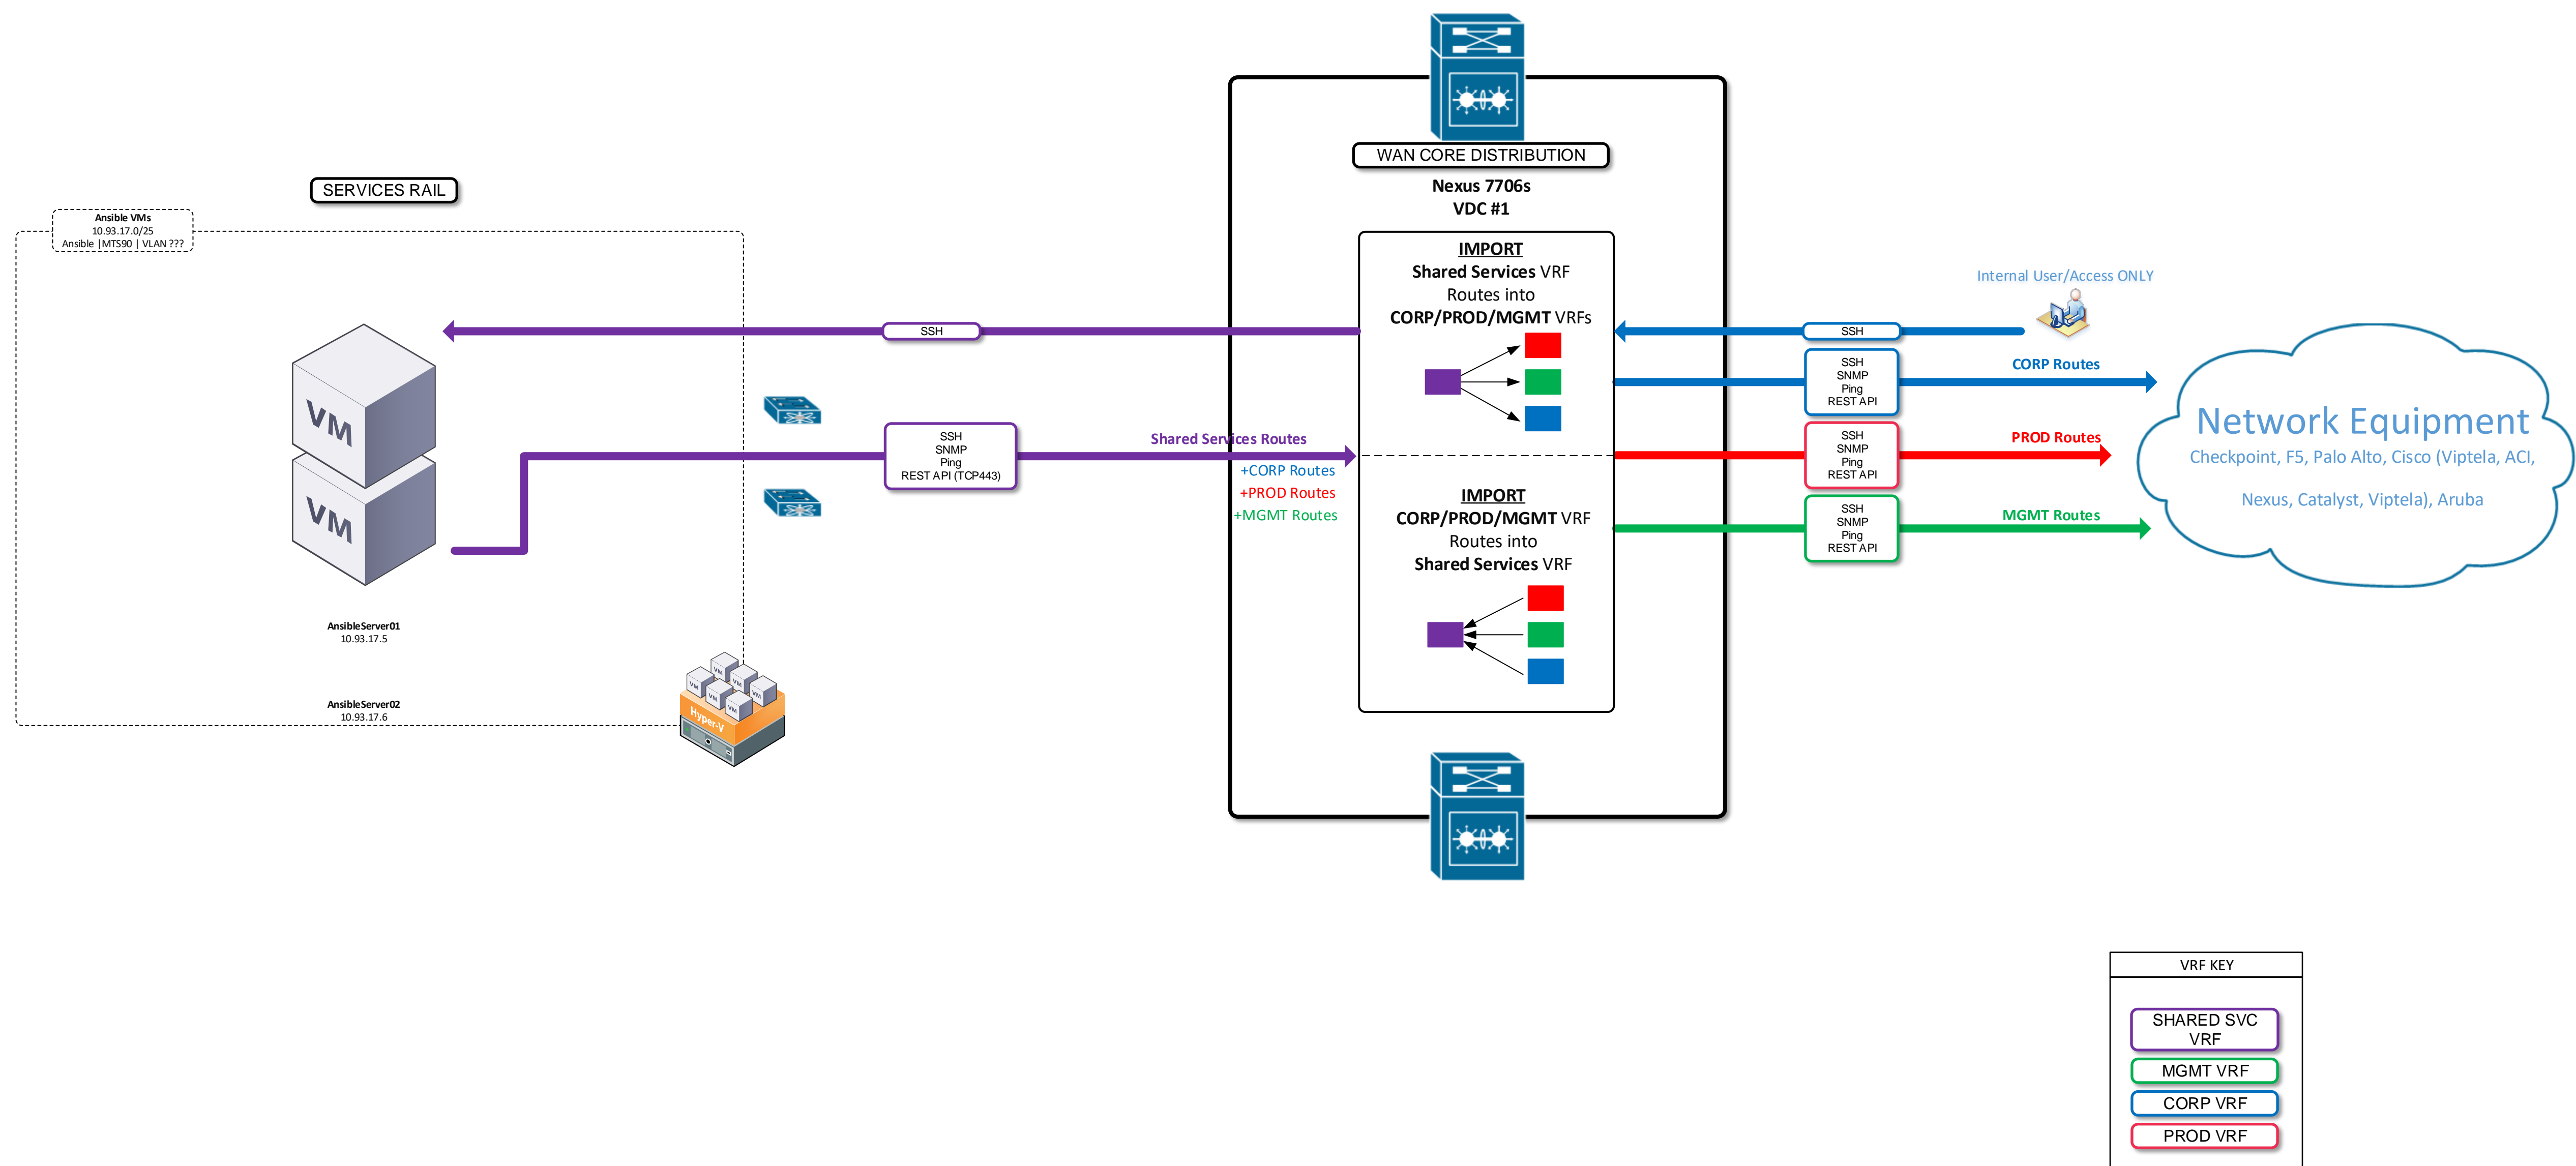 WAN CORE DISTRIBUTION
Nexus 7706s
VDC #1
SERVICES RAIL
Ansible VMs
10.93.17.0/25
Ansible |MTS90 | VLAN ???
VM
VM
AnsibleServer01
10.93.17.5
AnsibleServer02
10.93.17.6
VM
VM
VM
VM
VM
VM
Hyper-V
SSH
SSH
SNMP
Ping
REST API (TCP443)
Shared Services Routes
+CORP Routes
+PROD Routes
+MGMT Routes
IMPORT
Shared Services VRF
Routes into
CORP/PROD/MGMT VRFs
IMPORT
CORP/PROD/MGMT VRF
Routes into
Shared Services VRF
Internal User/Access ONLY
SSH
SSH
SNMP
Ping
REST API
CORP Routes
SSH
SNMP
Ping
REST API
PROD Routes
SSH
SNMP
Ping
REST API
MGMT Routes
Network Equipment
Checkpoint, F5, Palo Alto, Cisco (Viptela, ACI,
Nexus, Catalyst, Viptela), Aruba
VRF KEY
SHARED SVC
VRF
MGMT VRF
CORP VRF
PROD VRF